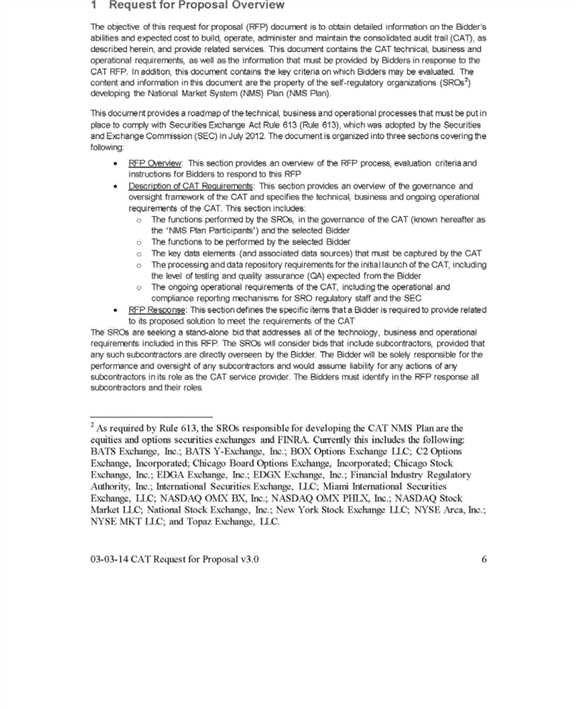 1 Request for Proposal Overview
The objective of this request for proposal (RFP) document is to obtain detailed information on the Bidder's
abilities and expected cost to build, operate, administer and maintain the consolidated audit trail (CAT), as
described herein, and provide related services. This document contains the CAT technical, business and
operational requirements, as well as the information that must be provided by Bidders in response to the
CAT RFP. In addition, this document contains the key criteria on which Bidders may be evaluated. The
content and information in this document are the property of the self-regulatory organizations (SROs²)
developing the National Market System (NMS) Plan (NMS Plan).
This document provides a roadmap of the technical, business and operational processes that must be put in
place to comply with Securities Exchange Act Rule 613 (Rule 613), which was adopted by the Securities
and Exchange Commission (SEC) in July 2012. The document is organized into three sections covering the
following:
• RFP Overview: This section provides an overview of the RFP process, evaluation criteria and
instructions for Bidders to respond to this RFP
• Description of CAT Requirements: This section provides an overview of the governance and
oversight framework of the CAT and specifies the technical, business and ongoing operational
requirements of the CAT. This section includes:
o The functions performed by the SROs, in the governance of the CAT (known hereafter as
the "NMS Plan Participants") and the selected Bidder
o The functions to be performed by the selected Bidder
o The key data elements (and associated data sources) that must be captured by the CAT
o The processing and data repository requirements for the initial launch of the CAT, including
the level of testing and quality assurance (QA) expected from the Bidder
o The ongoing operational requirements of the CAT, including the operational and
compliance reporting mechanisms for SRO regulatory staff and the SEC
• RFP Response: This section defines the specific items that a Bidder is required to provide related
to its proposed solution to meet the requirements of the CAT
The SROs are seeking a stand-alone bid that addresses all of the technology, business and operational
requirements included in this RFP. The SROs will consider bids that include subcontractors, provided that
any such subcontractors are directly overseen by the Bidder. The Bidder will be solely responsible for the
performance and oversight of any subcontractors and would assume liability for any actions of any
subcontractors in its role as the CAT service provider. The Bidders must identify in the RFP response all
subcontractors and their roles.
² As required by Rule 613, the SROs responsible for developing the CAT NMS Plan are the
equities and options securities exchanges and FINRA. Currently this includes the following:
BATS Exchange, Inc.; BATS Y-Exchange, Inc.; BOX Options Exchange LLC; C2 Options
Exchange, Incorporated; Chicago Board Options Exchange, Incorporated; Chicago Stock
Exchange, Inc.; EDGA Exchange, Inc.; EDGX Exchange, Inc.; Financial Industry Regulatory
Authority, Inc.; International Securities Exchange, LLC; Miami International Securities
Exchange, LLC; NASDAQ OMX BX, Inc.; NASDAQ OMX PHLX, Inc.; NASDAQ Stock
Market LLC; National Stock Exchange, Inc.; New York Stock Exchange LLC; NYSE Arca, Inc.;
NYSE MKT LLC; and Topaz Exchange, LLC.
03-03-14 CAT Request for Proposal v3.0 6